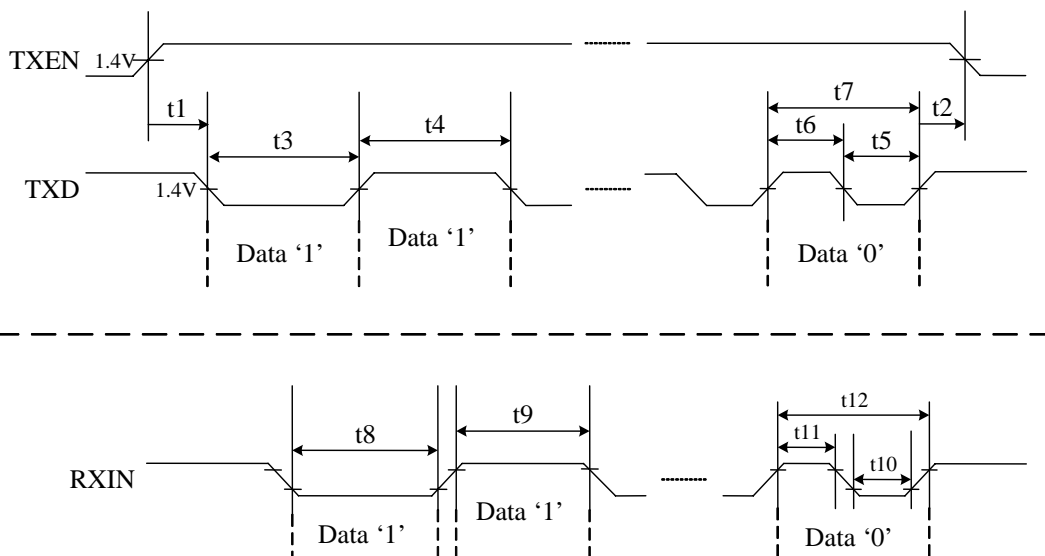 TXEN 1.4V
t1 t3 t4 t7 t2
t6 t5
TXD 1.4V
Data ‘1’ Data ‘1’ Data ‘0’
t8 t9 t12
t11 t10
RXIN
Data ‘1’ Data ‘1’ Data ‘0’